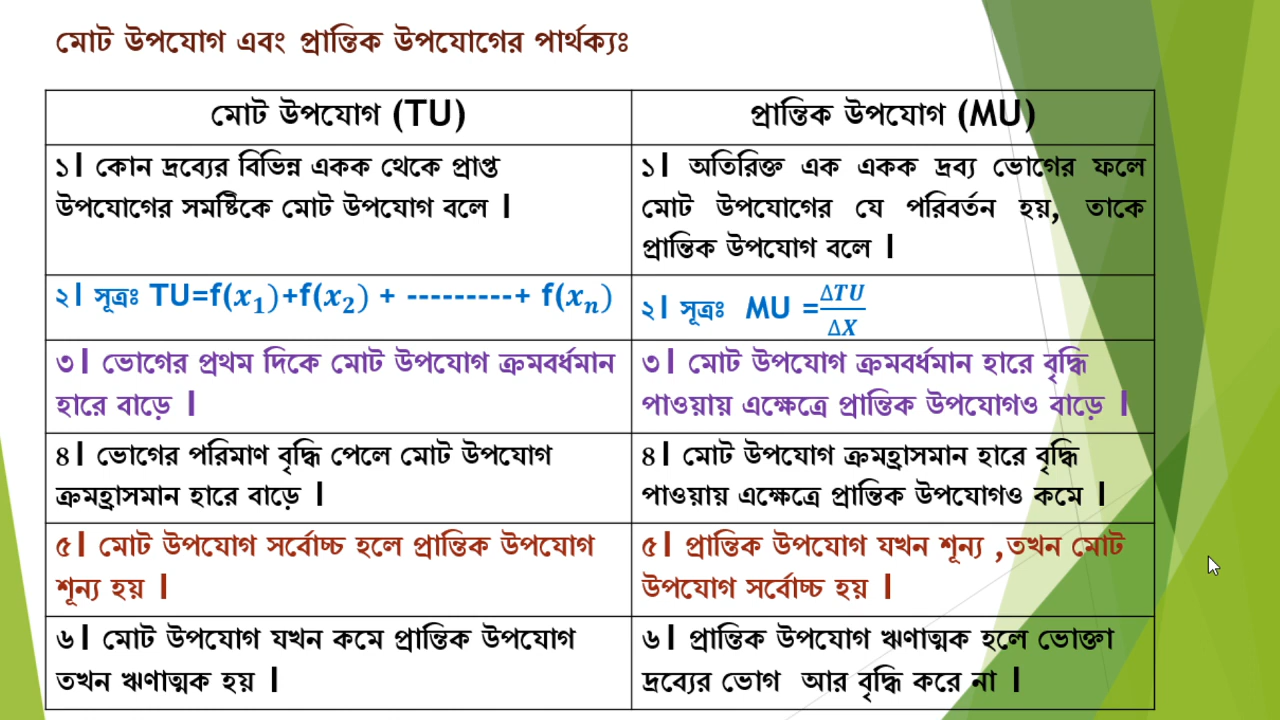 মোট উপযোগ এবং প্রান্তিক উপযোগের পার্থক্যঃ
মোট উপযোগ (TU)
প্রান্তিক উপযোগ (MU)
১। কোন দ্রব্যের বিভিন্ন একক থেকে প্রাপ্ত
উপযোগের সমষ্টিকে মোট উপযোগ বলে ।
১। অতিরিক্ত এক একক দ্রব্য ভোগের ফলে
মোট উপযোগের যে পরিবর্তন হয়, তাকে
প্রান্তিক উপযোগ বলে ।
২। সূত্রঃ TU=f(x₁)+f(x₂) + ---------+ f(xₙ)
২। সূত্রঃ MU =ΔTU/ΔX
৩। ভোগের প্রথম দিকে মোট উপযোগ ক্রমবর্ধমান
হারে বাড়ে ।
৩। মোট উপযোগ ক্রমবর্ধমান হারে বৃদ্ধি
পাওয়ায় এক্ষেত্রে প্রান্তিক উপযোগও বাড়ে ।
৪। ভোগের পরিমাণ বৃদ্ধি পেলে মোট উপযোগ
ক্রমহ্রাসমান হারে বাড়ে ।
৪। মোট উপযোগ ক্রমহ্রাসমান হারে বৃদ্ধি
পাওয়ায় এক্ষেত্রে প্রান্তিক উপযোগও কমে ।
৫। মোট উপযোগ সর্বোচ্চ হলে প্রান্তিক উপযোগ
শূন্য হয় ।
৫। প্রান্তিক উপযোগ যখন শূন্য ,তখন মোট
উপযোগ সর্বোচ্চ হয় ।
৬। মোট উপযোগ যখন কমে প্রান্তিক উপযোগ
তখন ঋণাত্মক হয় ।
৬। প্রান্তিক উপযোগ ঋণাত্মক হলে ভোক্তা
দ্রব্যের ভোগ আর বৃদ্ধি করে না ।